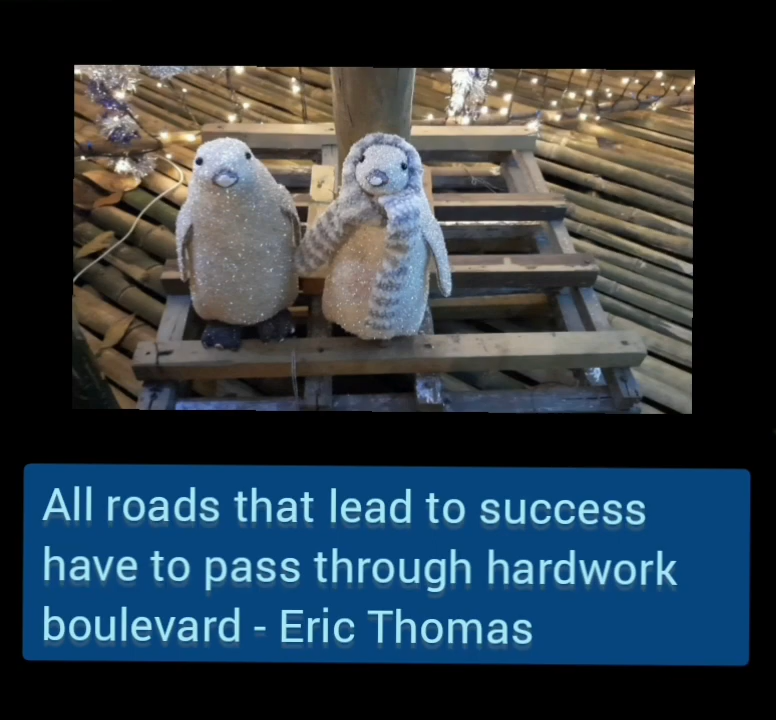 All roads that lead to success
have to pass through hardwork
boulevard - Eric Thomas